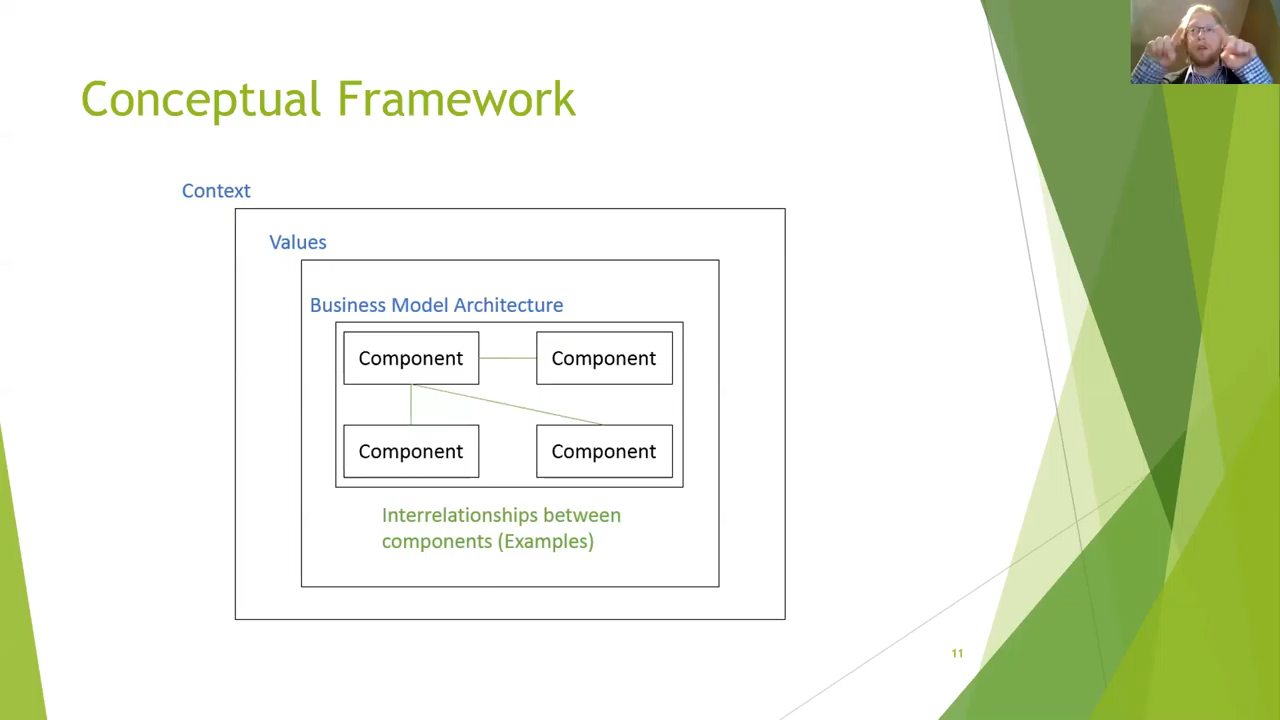 Conceptual Framework
Context
Values
Business Model Architecture
Component
Component
Component
Component
Interrelationships between
components (Examples)
11